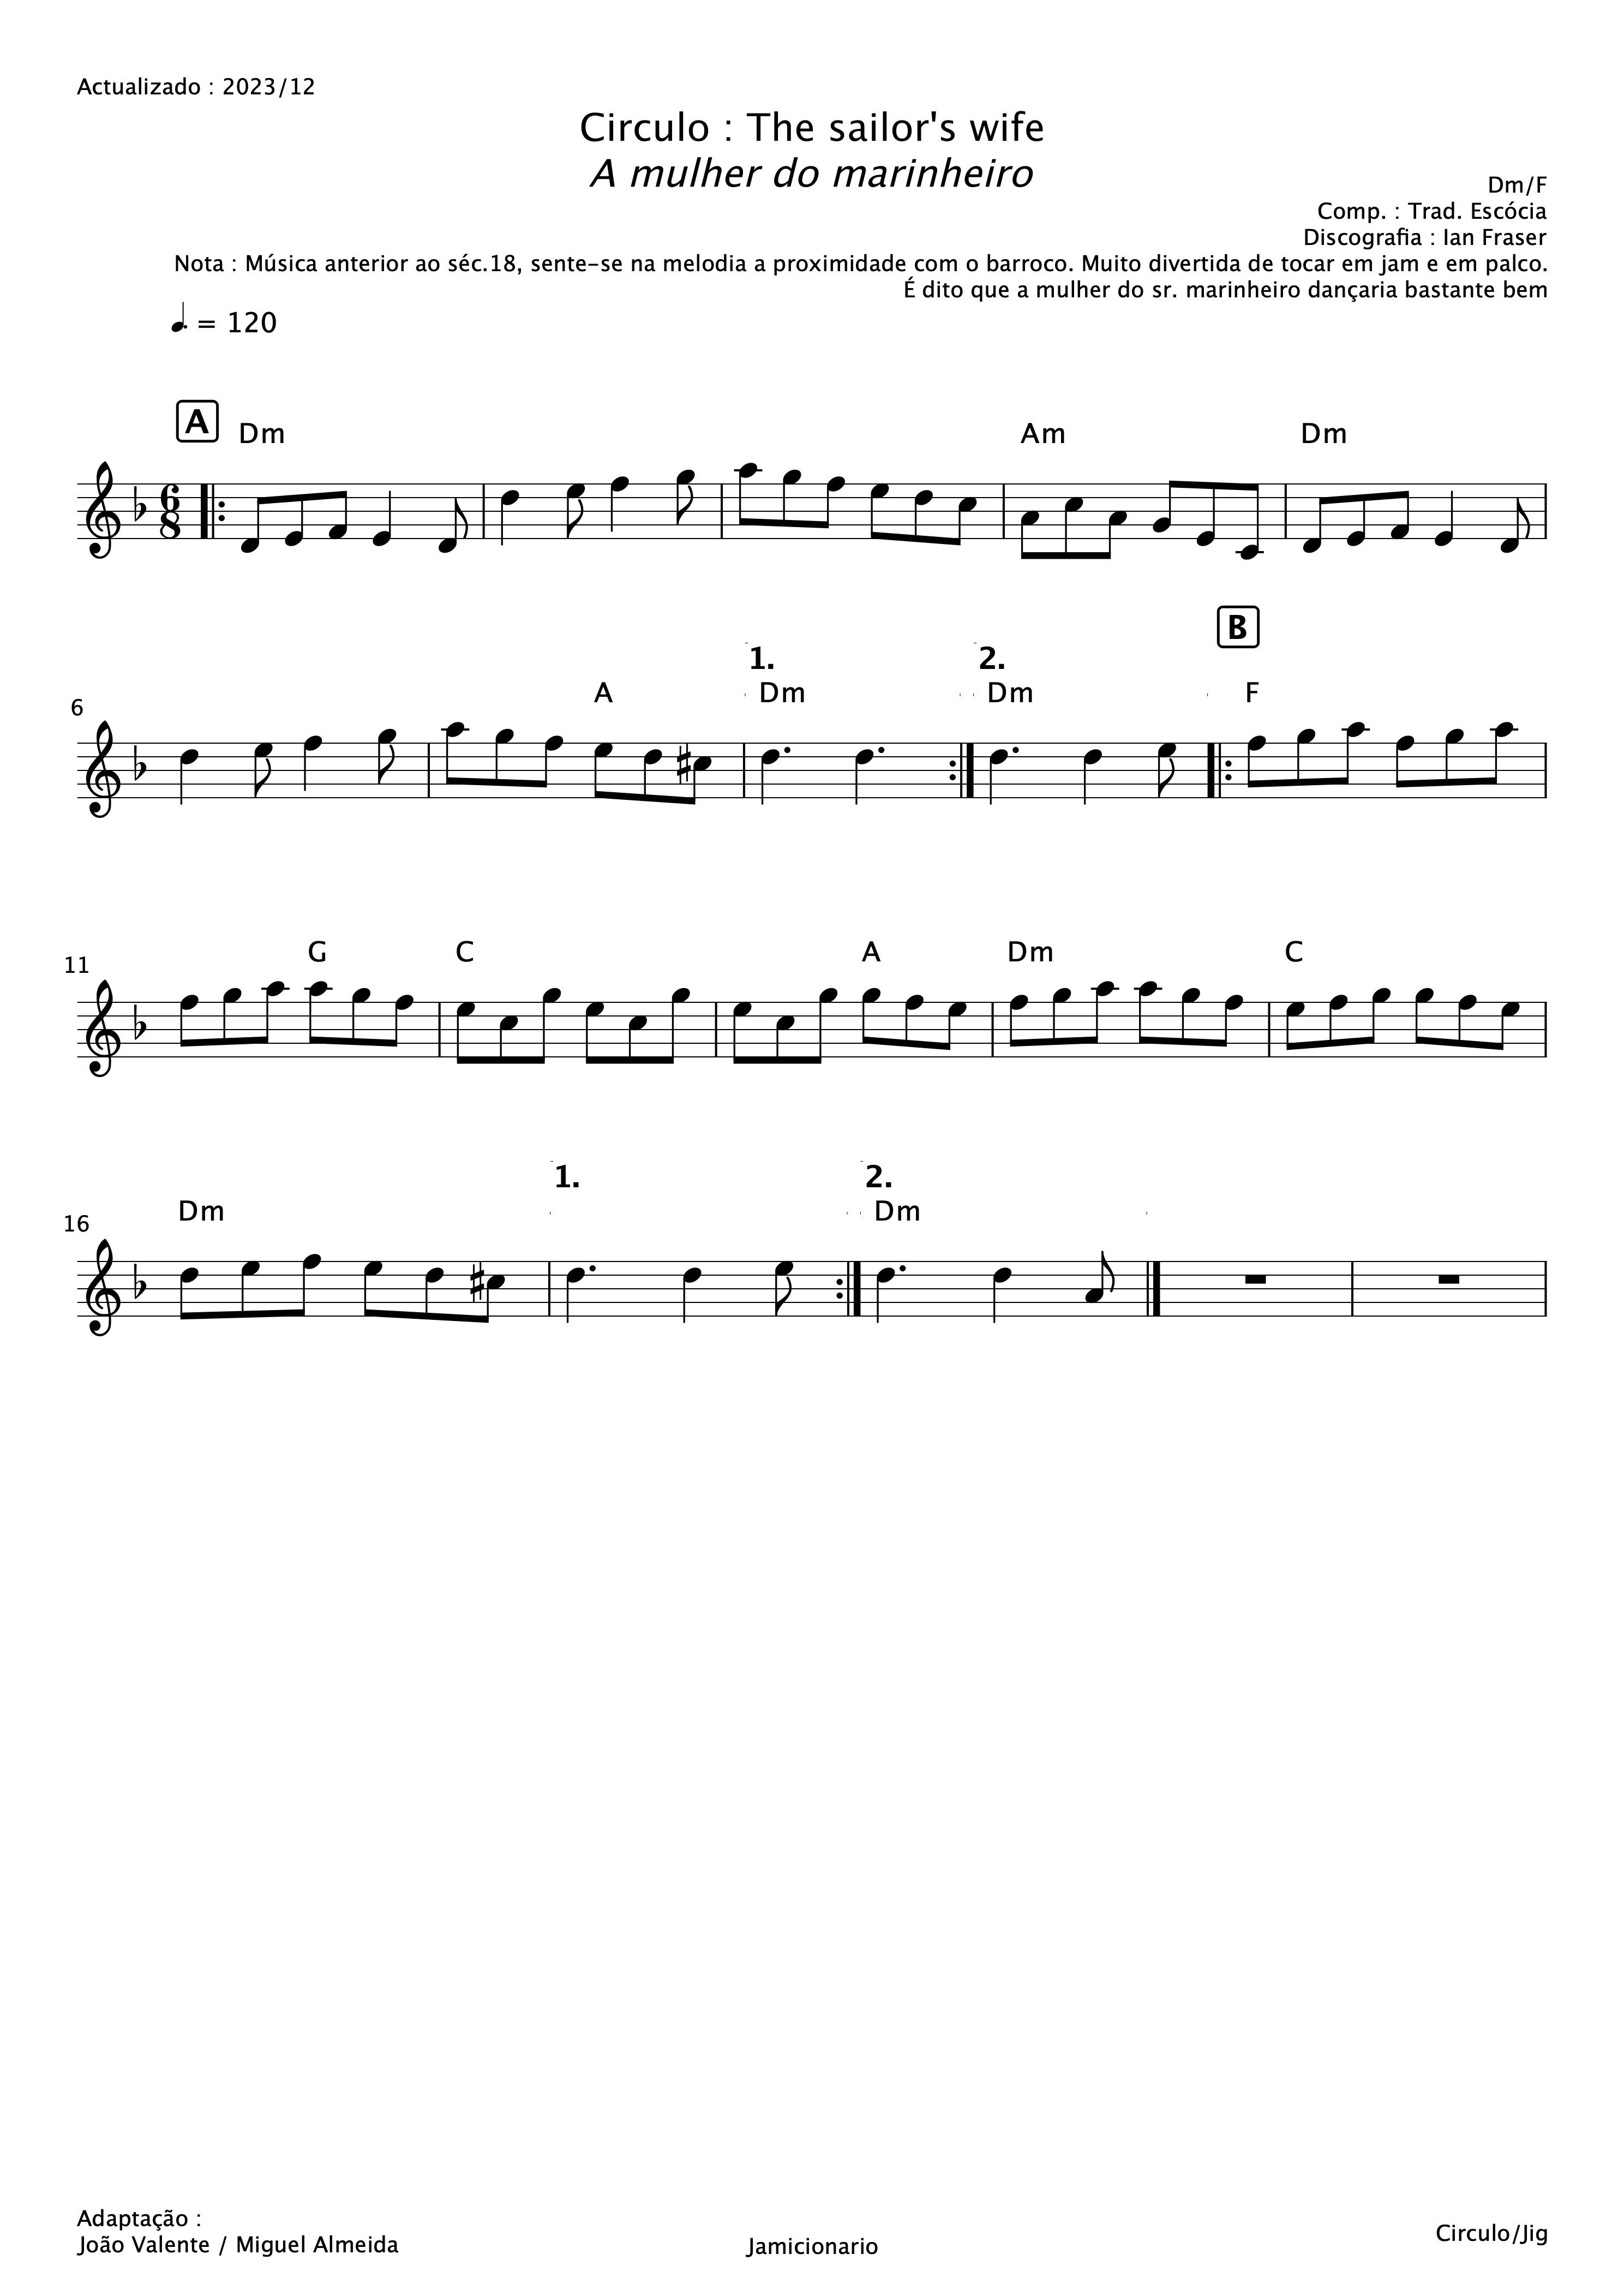 Actualizado : 2023/12
Circulo : The sailor's wife
A mulher do marinheiro
Dm/F
Comp. : Trad. Escócia
Discografia : Ian Fraser
Nota : Música anterior ao séc.18, sente-se na melodia a proximidade com o barroco. Muito divertida de tocar em jam e em palco.
É dito que a mulher do sr. marinheiro dançaria bastante bem
= 120
A
Dm Am Dm
6 8
B
1. 2.
6 A Dm Dm F
11 G C A Dm C
1. 2.
16 Dm Dm
Adaptação :
João Valente / Miguel Almeida
Jamicionario
Circulo/Jig